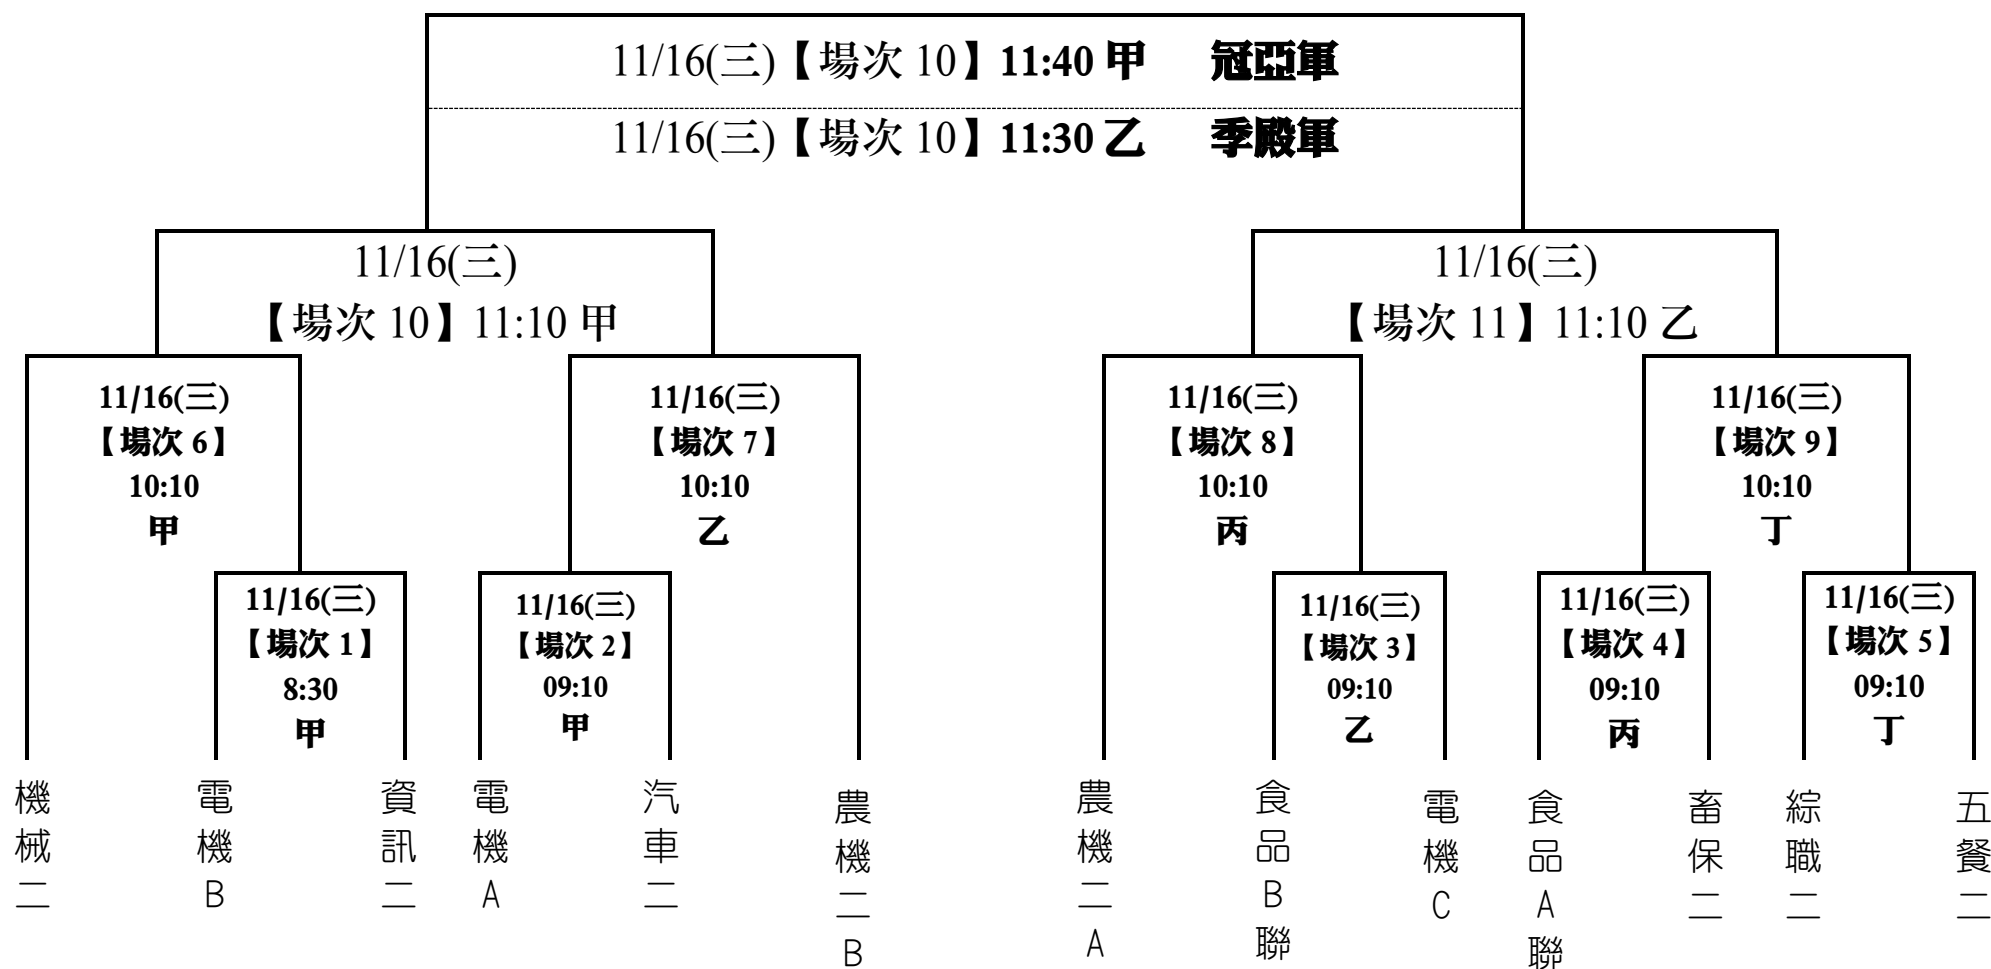 11/16(三)【場次 10】11:40 甲 冠亞軍
11/16(三)【場次 10】11:30 乙 季殿軍
11/16(三)
【場次 10】11:10 甲
11/16(三)
【場次 11】11:10 乙
11/16(三)
【場次 6】
10:10
甲
11/16(三)
【場次 7】
10:10
乙
11/16(三)
【場次 8】
10:10
丙
11/16(三)
【場次 9】
10:10
丁
11/16(三)
【場次 1】
8:30
甲
11/16(三)
【場次 2】
09:10
甲
11/16(三)
【場次 3】
09:10
乙
11/16(三)
【場次 4】
09:10
丙
11/16(三)
【場次 5】
09:10
丁
機械二
電機B
資訊二
電機A
汽車二
農機二B
農機二A
食品B聯
電機C
食品A聯
畜保二
綜職二
五餐二